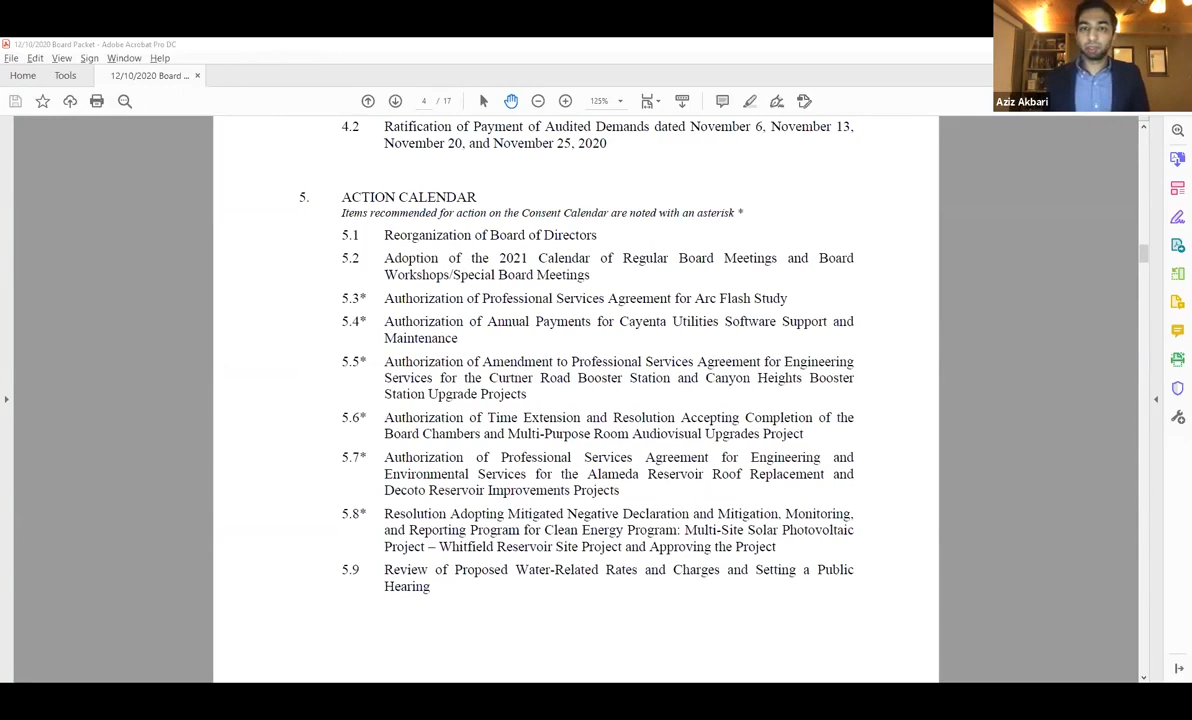 12/10/2020 Board Packet - Adobe Acrobat Pro DC
File Edit View Sign Window Help
Home Tools 12/10/2020 Board ... ×
4 / 17 125%
Aziz Akbari
4.2 Ratification of Payment of Audited Demands dated November 6, November 13,
November 20, and November 25, 2020
5. ACTION CALENDAR
Items recommended for action on the Consent Calendar are noted with an asterisk *
5.1 Reorganization of Board of Directors
5.2 Adoption of the 2021 Calendar of Regular Board Meetings and Board
Workshops/Special Board Meetings
5.3* Authorization of Professional Services Agreement for Arc Flash Study
5.4* Authorization of Annual Payments for Cayenta Utilities Software Support and
Maintenance
5.5* Authorization of Amendment to Professional Services Agreement for Engineering
Services for the Curtner Road Booster Station and Canyon Heights Booster
Station Upgrade Projects
5.6* Authorization of Time Extension and Resolution Accepting Completion of the
Board Chambers and Multi-Purpose Room Audiovisual Upgrades Project
5.7* Authorization of Professional Services Agreement for Engineering and
Environmental Services for the Alameda Reservoir Roof Replacement and
Decoto Reservoir Improvements Projects
5.8* Resolution Adopting Mitigated Negative Declaration and Mitigation, Monitoring,
and Reporting Program for Clean Energy Program: Multi-Site Solar Photovoltaic
Project – Whitfield Reservoir Site Project and Approving the Project
5.9 Review of Proposed Water-Related Rates and Charges and Setting a Public
Hearing